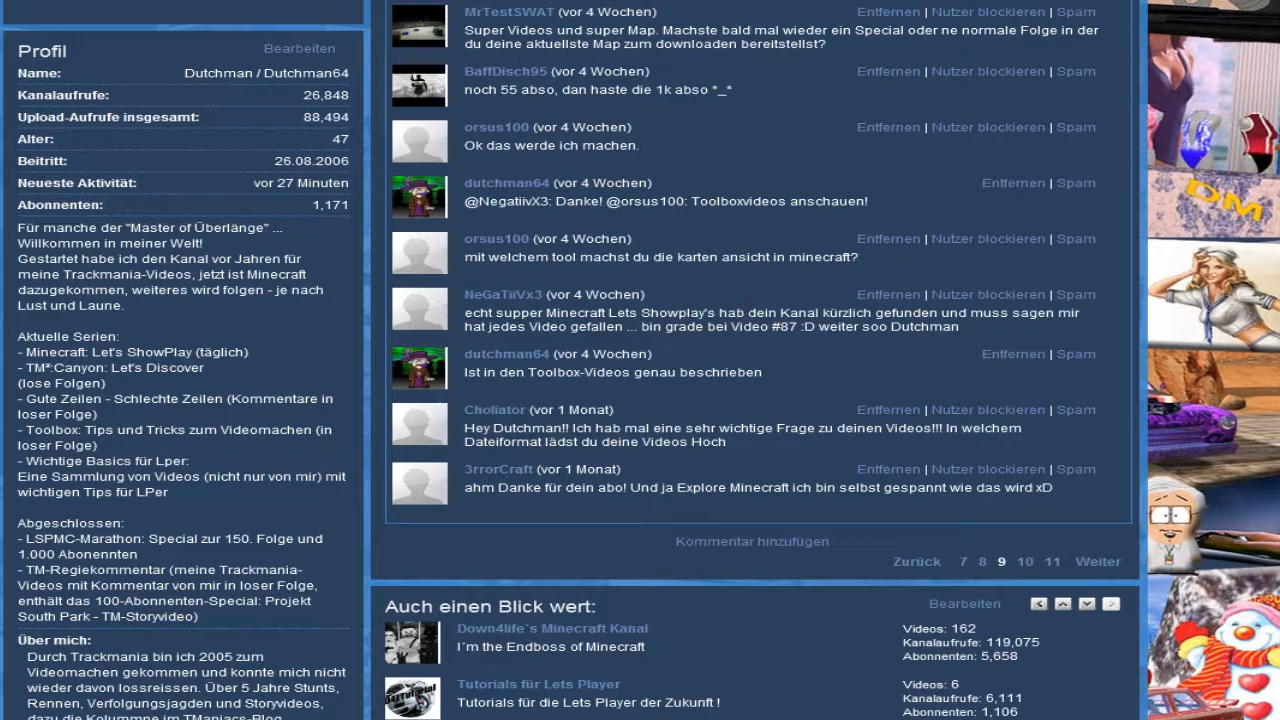 Profil
Bearbeiten
Name: Dutchman / Dutchman64
Kanalaufrufe: 26,848
Upload-Aufrufe insgesamt: 88,494
Alter: 47
Beitritt: 26.08.2006
Neueste Aktivität: vor 27 Minuten
Abonnenten: 1,171
Für manche der "Master of Überlänge" ...
Willkommen in meiner Welt!
Gestartet habe ich den Kanal vor Jahren für
meine Trackmania-Videos, jetzt ist Minecraft
dazugekommen, weiteres wird folgen - je nach
Lust und Laune.
Aktuelle Serien:
- Minecraft: Let's ShowPlay (täglich)
- TM²:Canyon: Let's Discover
(lose Folgen)
- Gute Zeilen - Schlechte Zeilen (Kommentare in
loser Folge)
- Toolbox: Tips und Tricks zum Videomachen (in
loser Folge)
- Wichtige Basics für Lper:
Eine Sammlung von Videos (nicht nur von mir) mit
wichtigen Tips für LPer
Abgeschlossen:
- LSPMC-Marathon: Special zur 150. Folge und
1.000 Abonennten
- TM-Regiekommentar (meine Trackmania-
Videos mit Kommentar von mir in loser Folge,
enthält das 100-Abonnenten-Special: Projekt
South Park - TM-Storyvideo)
Über mich:
Durch Trackmania bin ich 2005 zum
Videomachen gekommen und konnte mich nicht
wieder davon lossreissen. Über 5 Jahre Stunts,
Rennen, Verfolgungsjagden und Storyvideos,
dazu die Kolummne im TManiacs-Blog
MrTestSWAT (vor 4 Wochen) Entfernen | Nutzer blockieren | Spam
Super Videos und super Map. Machste bald mal wieder ein Special oder ne normale Folge in der
du deine aktuellste Map zum downloaden bereitstellst?
BaffDisch95 (vor 4 Wochen) Entfernen | Nutzer blockieren | Spam
noch 55 abso, dan haste die 1k abso *_*
orsus100 (vor 4 Wochen) Entfernen | Nutzer blockieren | Spam
Ok das werde ich machen.
dutchman64 (vor 4 Wochen) Entfernen | Spam
@NegatiivX3: Danke! @orsus100: Toolboxvideos anschauen!
orsus100 (vor 4 Wochen) Entfernen | Nutzer blockieren | Spam
mit welchem tool machst du die karten ansicht in minecraft?
NeGaTiiVx3 (vor 4 Wochen) Entfernen | Nutzer blockieren | Spam
echt supper Minecraft Lets Showplay's hab dein Kanal kürzlich gefunden und muss sagen mir
hat jedes Video gefallen ... bin grade bei Video #87 :D weiter soo Dutchman
dutchman64 (vor 4 Wochen) Entfernen | Spam
Ist in den Toolbox-Videos genau beschrieben
Choliator (vor 1 Monat) Entfernen | Nutzer blockieren | Spam
Hey Dutchman!! Ich hab mal eine sehr wichtige Frage zu deinen Videos!!! In welchem
Dateiformat lädst du deine Videos Hoch
3rrorCraft (vor 1 Monat) Entfernen | Nutzer blockieren | Spam
ahm Danke für dein abo! Und ja Explore Minecraft ich bin selbst gespannt wie das wird xD
Kommentar hinzufügen
Zurück 7 8 9 10 11 Weiter
Auch einen Blick wert:
Bearbeiten
Down4life´s Minecraft Kanal
I´m the Endboss of Minecraft
Videos: 162
Kanalaufrufe: 119,075
Abonnenten: 5,658
Tutorials für Lets Player
Tutorials für die Lets Player der Zukunft !
Videos: 6
Kanalaufrufe: 6,111
Abonnenten: 1,106
DM